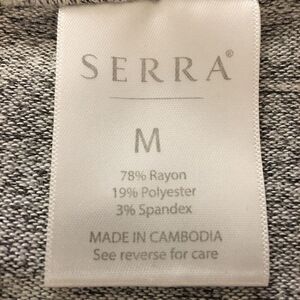 SERRA®
M
78% Rayon
19% Polyester
3% Spandex
MADE IN CAMBODIA
See reverse for care